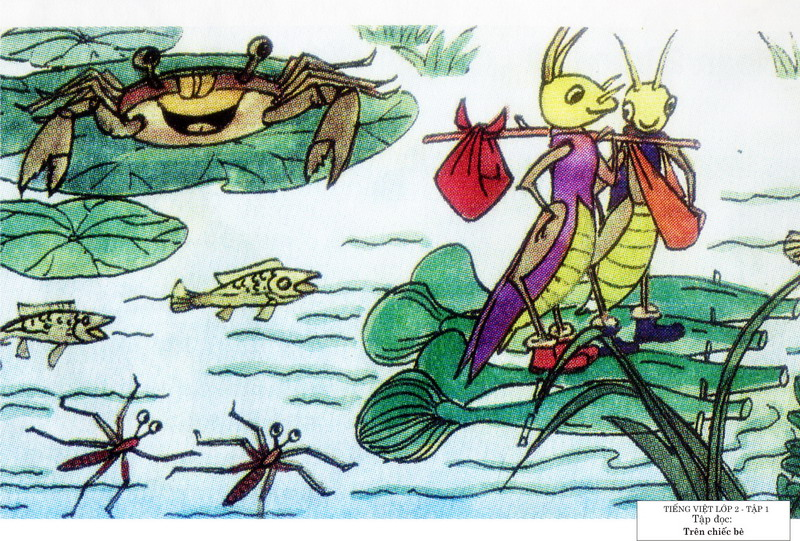 TIẾNG VIỆT LỚP 2 - TẬP 1
Tập đọc:
Trên chiếc bè